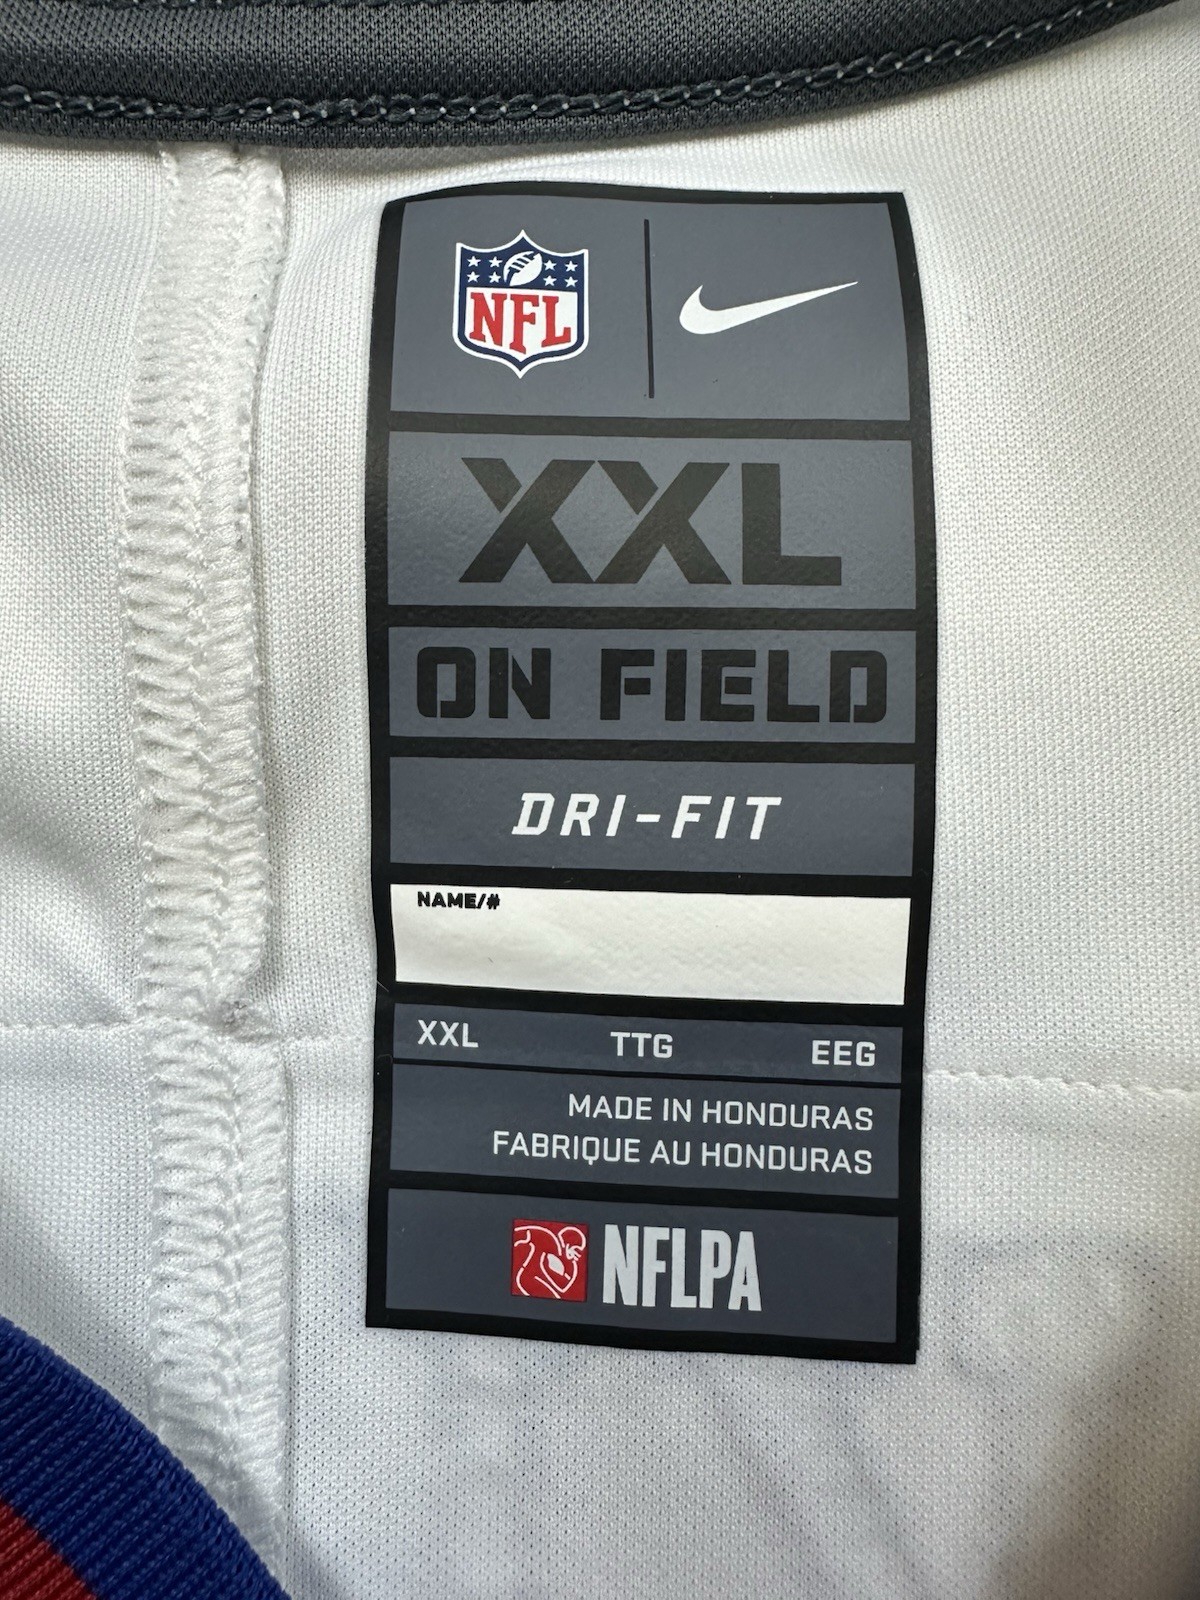 NFL
XXL
ON FIELD
DRI-FIT
NAME/#
XXL TTG EEG
MADE IN HONDURAS
FABRIQUE AU HONDURAS
NFLPA